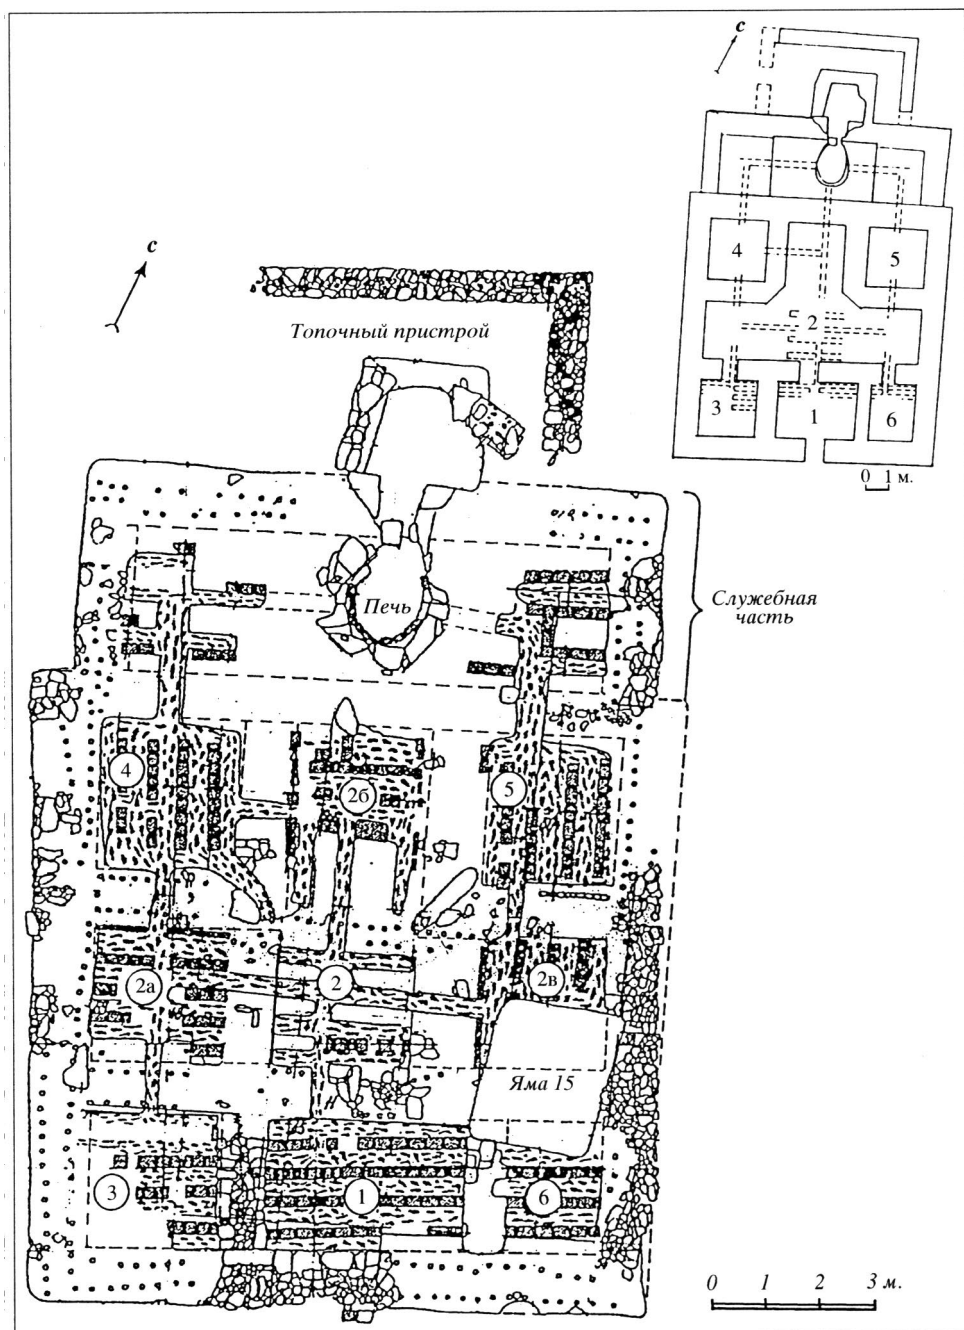 с
4
5
2
3
1
6
0 1 м.
с
Топочный пристрой
Печь
Служебная
часть
4
2б
5
2а
2
2в
Яма 15
3
1
6
0 1 2 3 м.